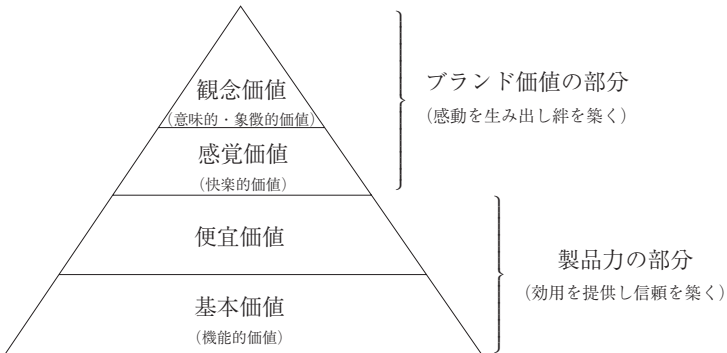 観念価値
（意味的・象徴的価値）
感覚価値
（快楽的価値）
便宜価値
基本価値
（機能的価値）
ブランド価値の部分
（感動を生み出し絆を築く）
製品力の部分
（効用を提供し信頼を築く）